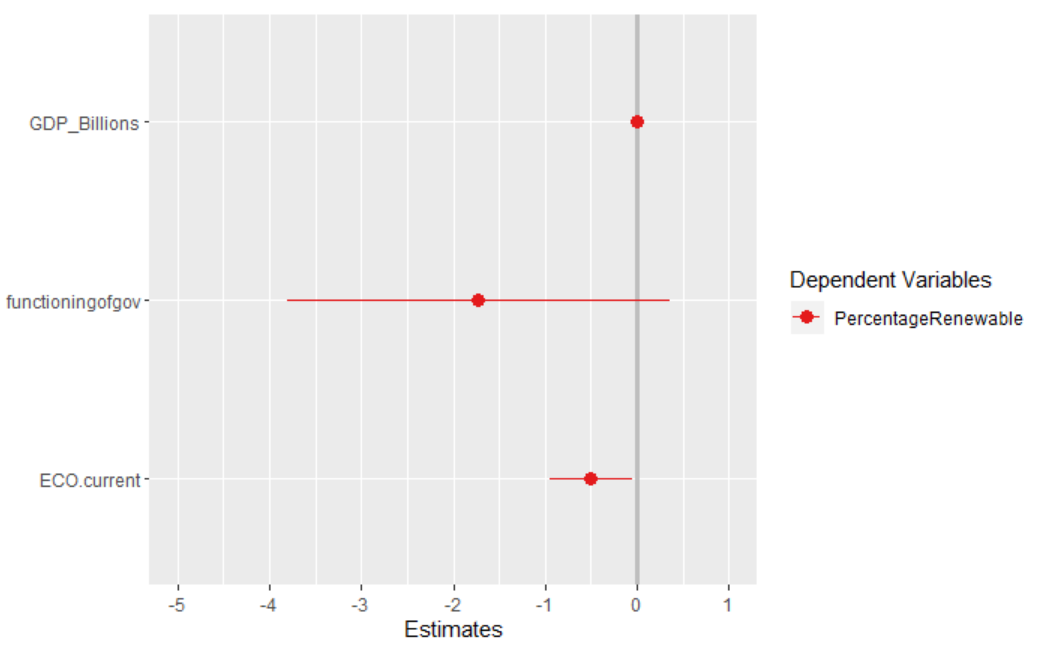 GDP_Billions
functioningofgov
ECO.current
-5 -4 -3 -2 -1 0 1
Estimates
Dependent Variables
PercentageRenewable